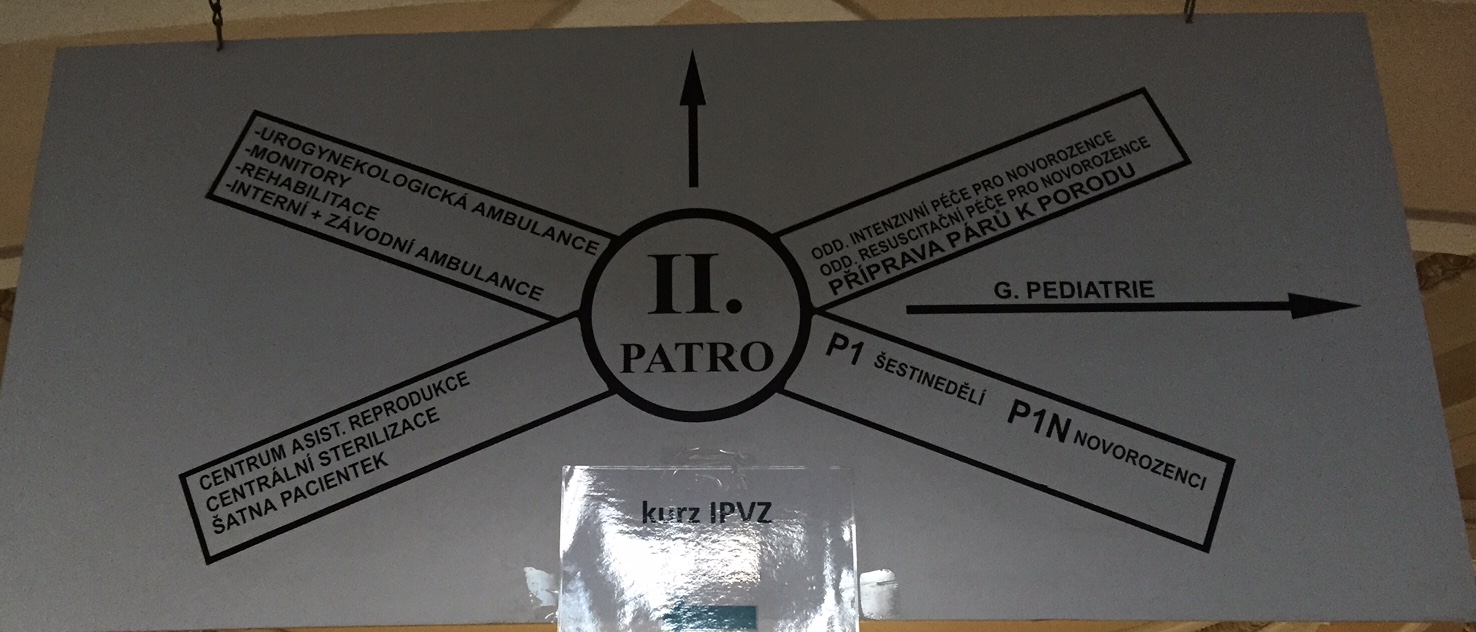 -UROGYNEKOLOGICKÁ AMBULANCE
-MONITORY
-REHABILITACE
-INTERNÍ + ZÁVODNÍ AMBULANCE
ODD. INTENZIVNÍ PÉČE PRO NOVOROZENCE
ODD. RESUSCITAČNÍ PÉČE PRO NOVOROZENCE
PŘÍPRAVA PÁRŮ K PORODU
II.
PATRO
G. PEDIATRIE
CENTRUM ASIST. REPRODUKCE
CENTRÁLNÍ STERILIZACE
ŠATNA PACIENTEK
P1 ŠESTINEDĚLÍ P1N NOVOROZENCI
kurz IPVZ